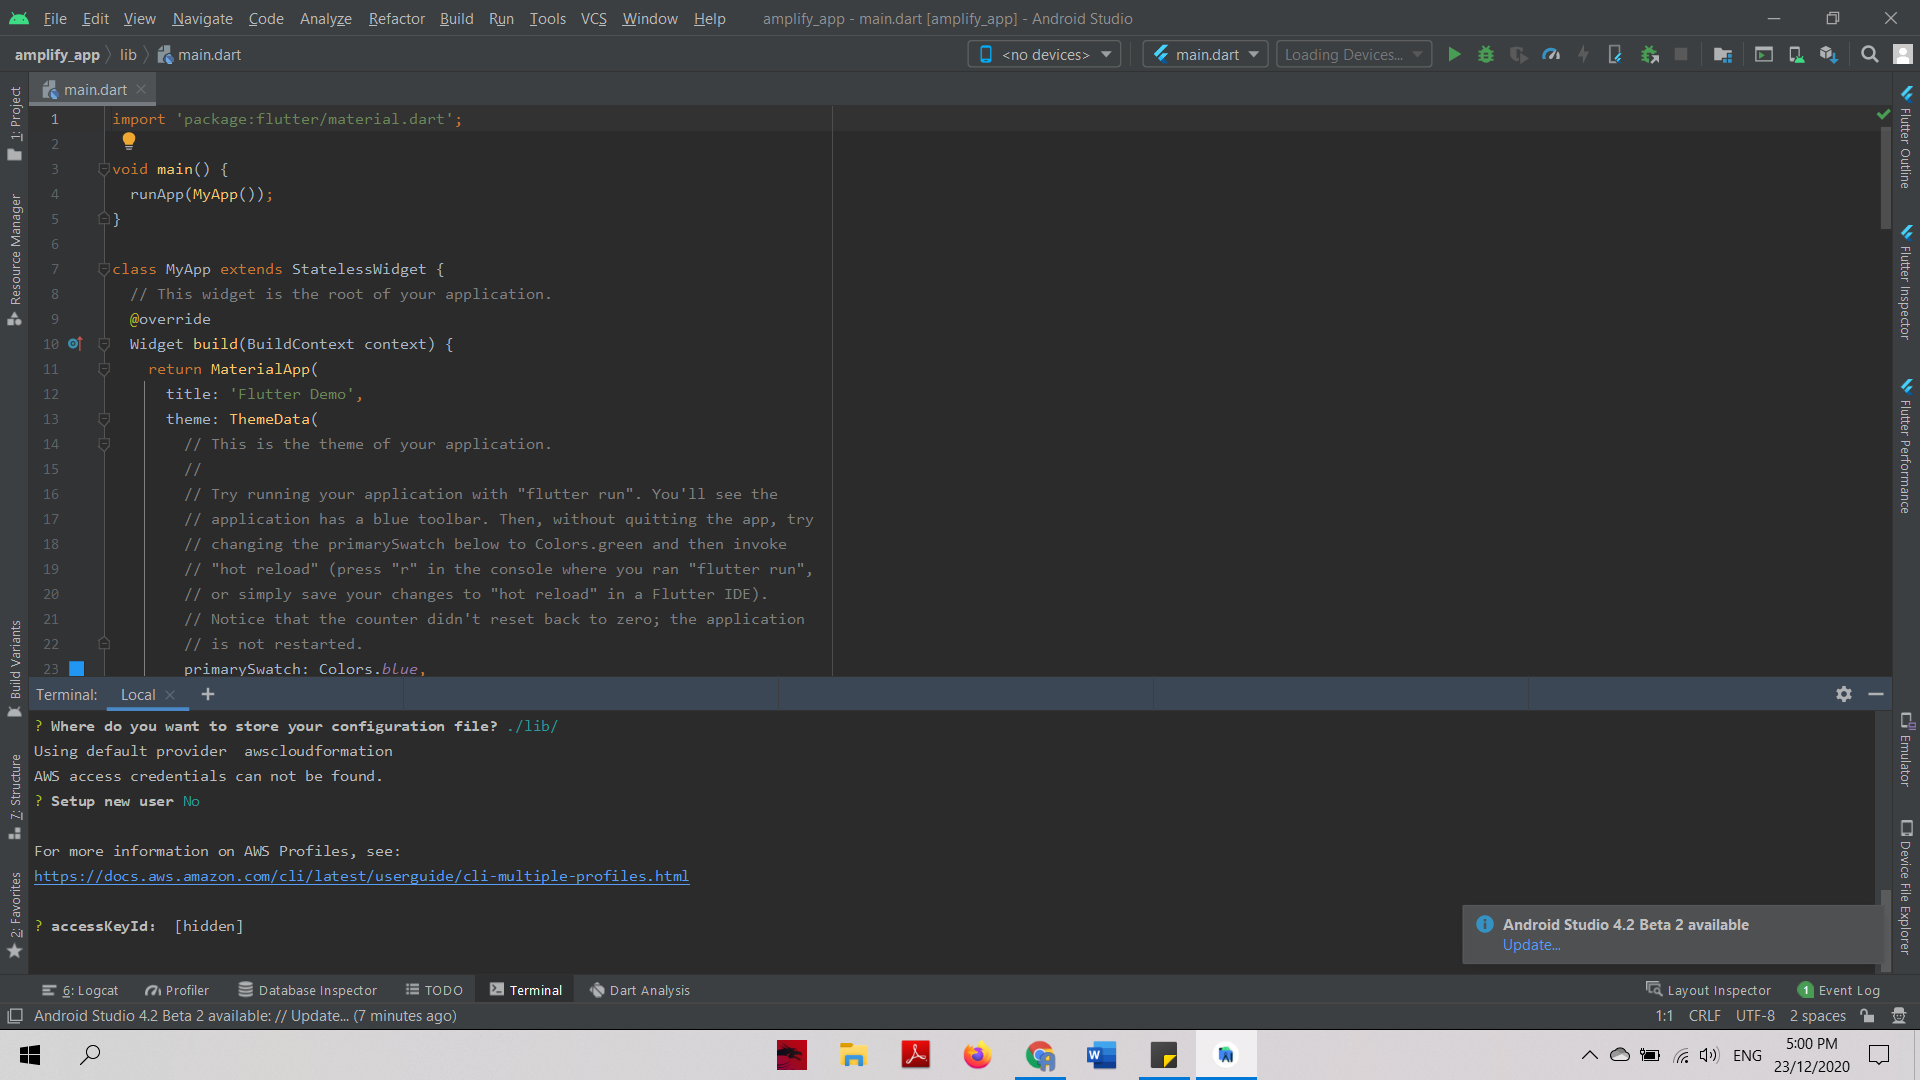 File Edit View Navigate Code Analyze Refactor Build Run Tools VCS Window Help amplify_app - main.dart [amplify_app] - Android Studio
amplify_app lib main.dart <no devices> main.dart Loading Devices...
main.dart
1: Project
Resource Manager
Build Variants
7: Structure
2: Favorites
1 import 'package:flutter/material.dart';
2
3 void main() {
4 runApp(MyApp());
5 }
6
7 class MyApp extends StatelessWidget {
8 // This widget is the root of your application.
9 @override
10 Widget build(BuildContext context) {
11 return MaterialApp(
12 title: 'Flutter Demo',
13 theme: ThemeData(
14 // This is the theme of your application.
15 //
16 // Try running your application with "flutter run". You'll see the
17 // application has a blue toolbar. Then, without quitting the app, try
18 // changing the primarySwatch below to Colors.green and then invoke
19 // "hot reload" (press "r" in the console where you ran "flutter run",
20 // or simply save your changes to "hot reload" in a Flutter IDE).
21 // Notice that the counter didn't reset back to zero; the application
22 // is not restarted.
23 primarySwatch: Colors.blue,
Flutter Outline
Flutter Inspector
Flutter Performance
Emulator
Device File Explorer
Terminal: Local +
? Where do you want to store your configuration file? ./lib/
Using default provider  awscloudformation
AWS access credentials can not be found.
? Setup new user No
For more information on AWS Profiles, see:
https://docs.aws.amazon.com/cli/latest/userguide/cli-multiple-profiles.html
? accessKeyId:  [hidden]
Android Studio 4.2 Beta 2 available
Update...
6: Logcat Profiler Database Inspector TODO Terminal Dart Analysis Layout Inspector 1 Event Log
Android Studio 4.2 Beta 2 available: // Update... (7 minutes ago) 1:1 CRLF UTF-8 2 spaces
ENG 5:00 PM
23/12/2020